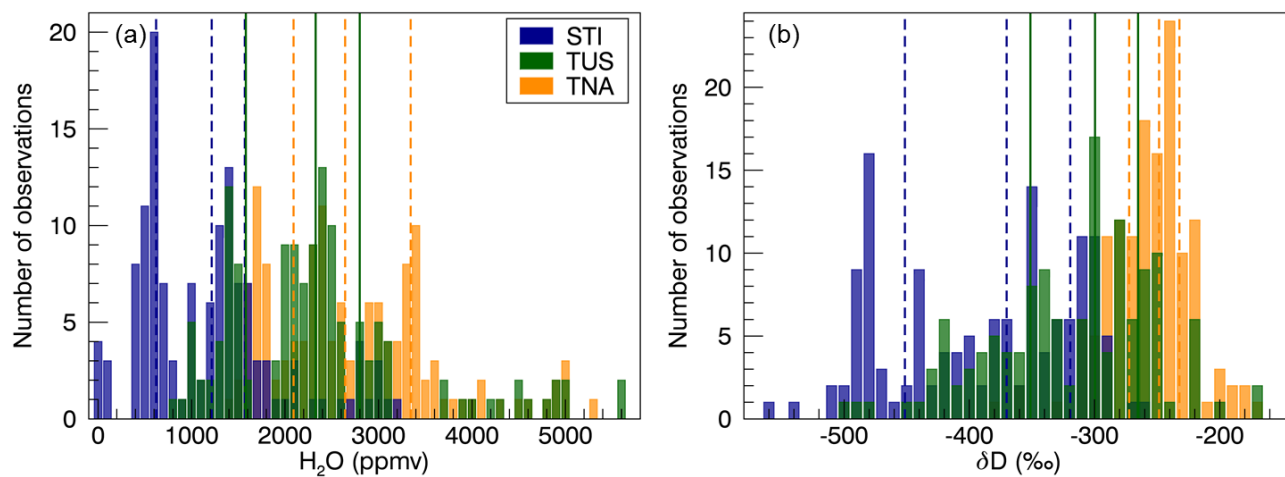 (a)
STI
TUS
TNA
Number of observations
20
15
10
5
0
0 1000 2000 3000 4000 5000
H₂O (ppmv)
(b)
Number of observations
20
15
10
5
0
-500 -400 -300 -200
δD (‰)